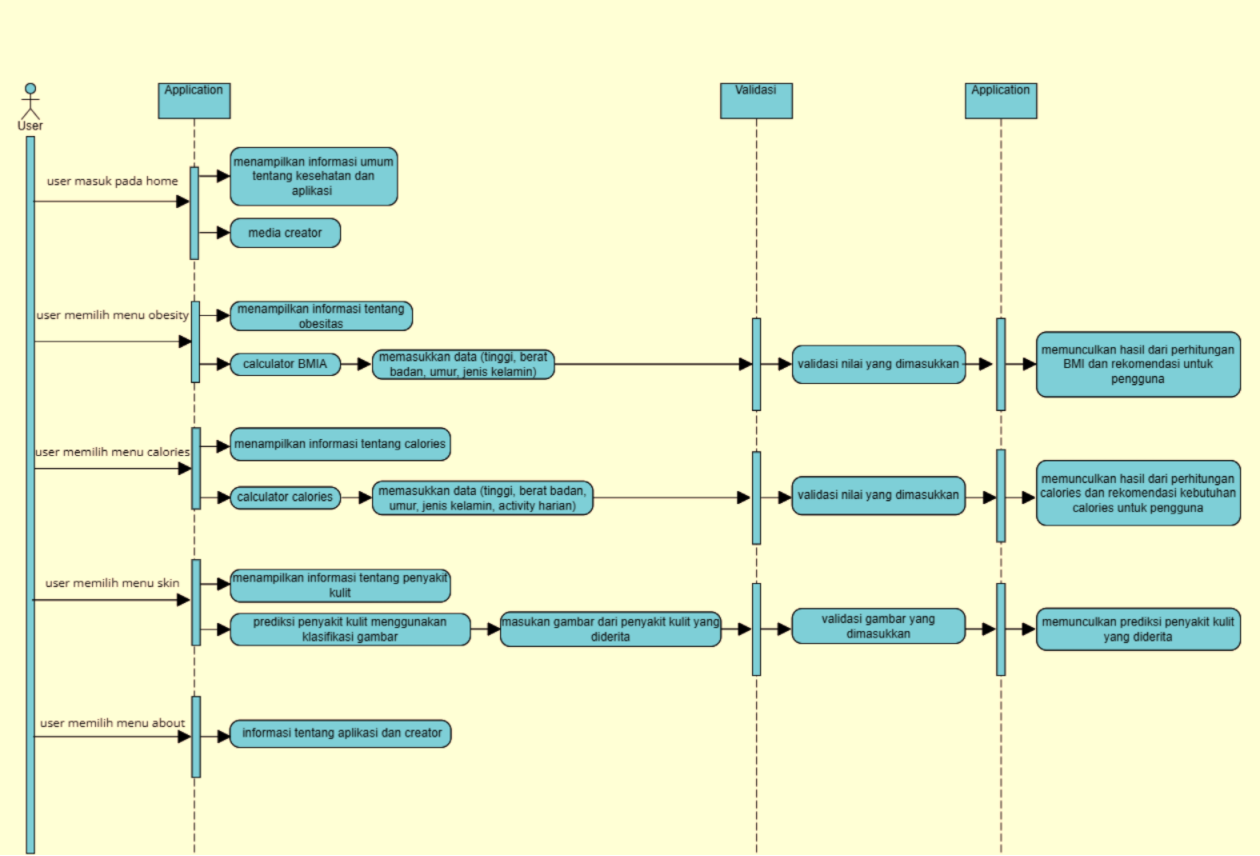 Application
Validasi
Application
User
user masuk pada home
menampilkan informasi umum
tentang kesehatan dan
aplikasi
media creator
user memilih menu obesity
menampilkan informasi tentang
obesitas
calculator BMIA
memasukkan data (tinggi, berat
badan, umur, jenis kelamin)
validasi nilai yang dimasukkan
memunculkan hasil dari perhitungan
BMI dan rekomendasi untuk
pengguna
user memilih menu calories
menampilkan informasi tentang calories
calculator calories
memasukkan data (tinggi, berat badan,
umur, jenis kelamin, activity harian)
validasi nilai yang dimasukkan
memunculkan hasil dari perhitungan
calories dan rekomendasi kebutuhan
calories untuk pengguna
user memilih menu skin
menampilkan informasi tentang penyakit
kulit
prediksi penyakit kulit menggunakan
klasifikasi gambar
masukan gambar dari penyakit kulit yang
diderita
validasi gambar yang
dimasukkan
memunculkan prediksi penyakit kulit
yang diderita
user memilih menu about
informasi tentang aplikasi dan creator